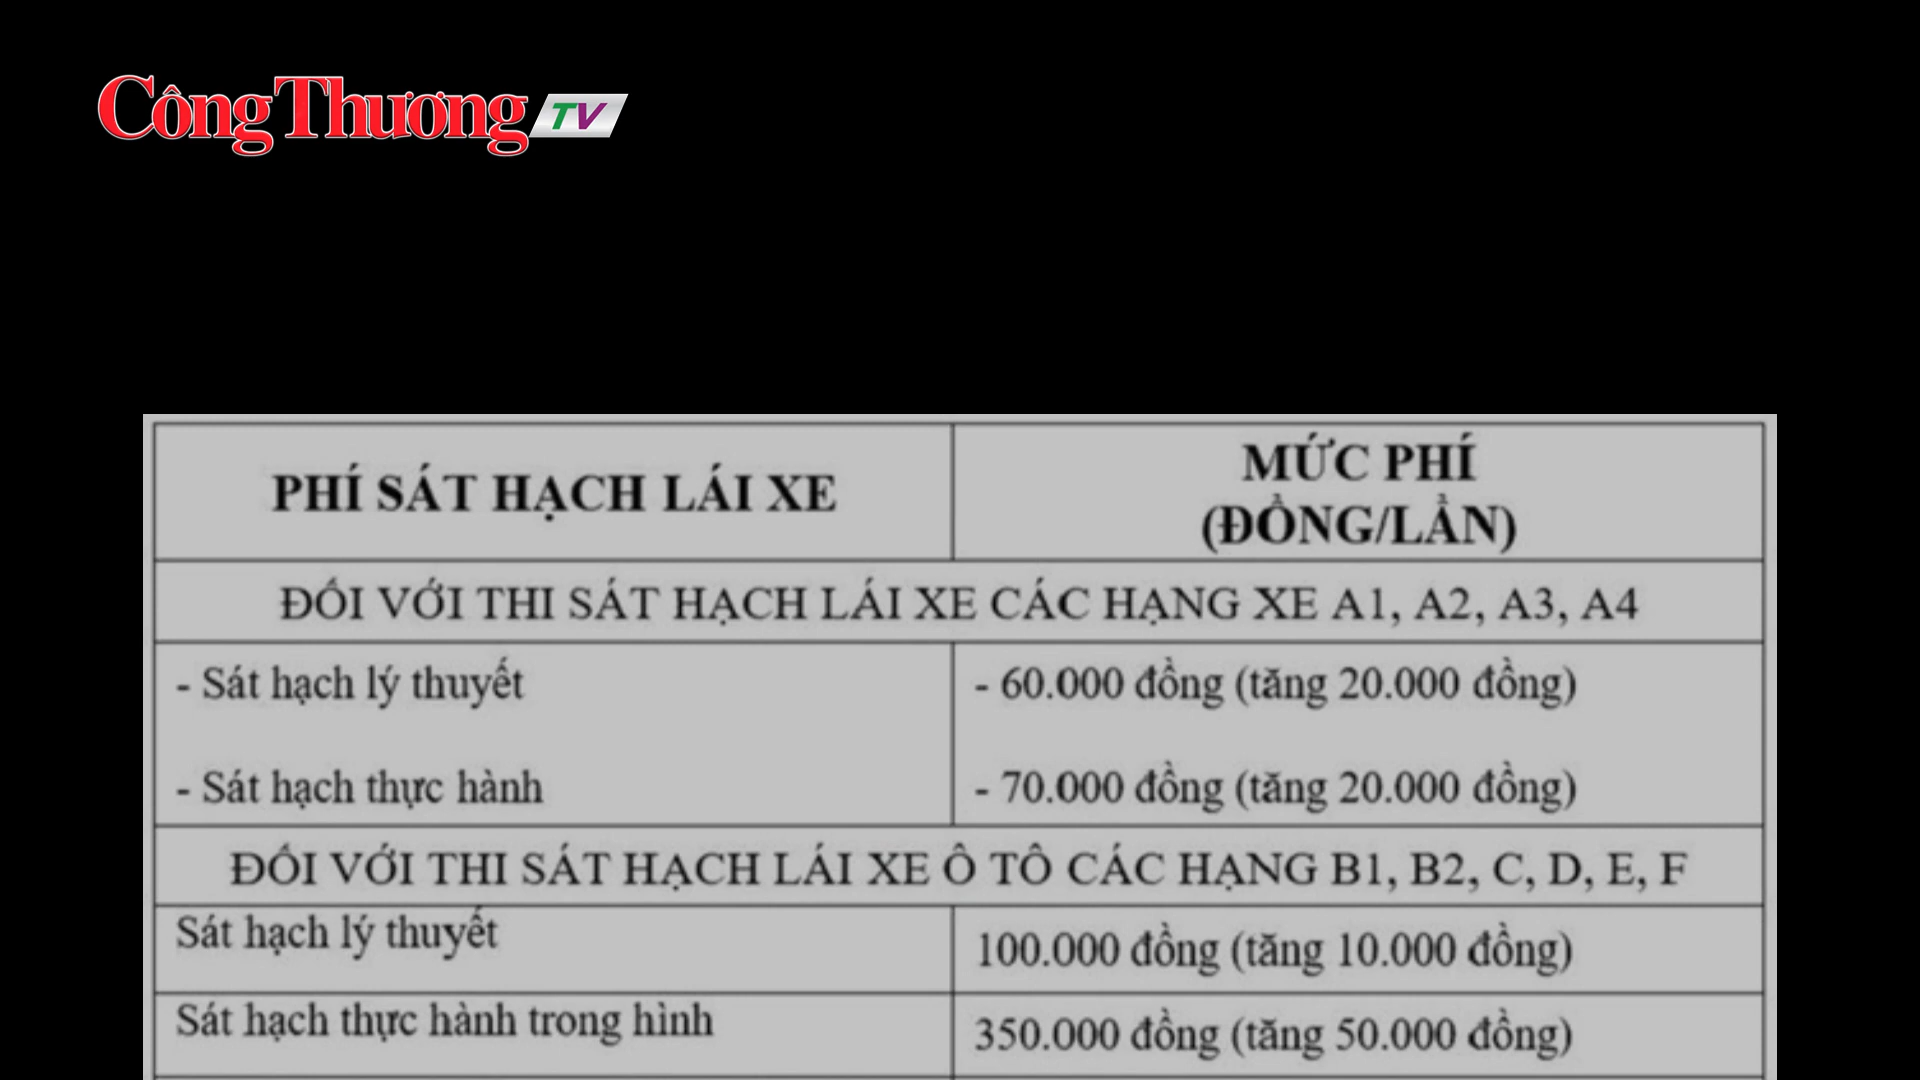 Công Thương TV
PHÍ SÁT HẠCH LÁI XE
MỨC PHÍ
(ĐỒNG/LẦN)
ĐỐI VỚI THI SÁT HẠCH LÁI XE CÁC HẠNG XE A1, A2, A3, A4
- Sát hạch lý thuyết
- 60.000 đồng (tăng 20.000 đồng)
- Sát hạch thực hành
- 70.000 đồng (tăng 20.000 đồng)
ĐỐI VỚI THI SÁT HẠCH LÁI XE Ô TÔ CÁC HẠNG B1, B2, C, D, E, F
Sát hạch lý thuyết
100.000 đồng (tăng 10.000 đồng)
Sát hạch thực hành trong hình
350.000 đồng (tăng 50.000 đồng)